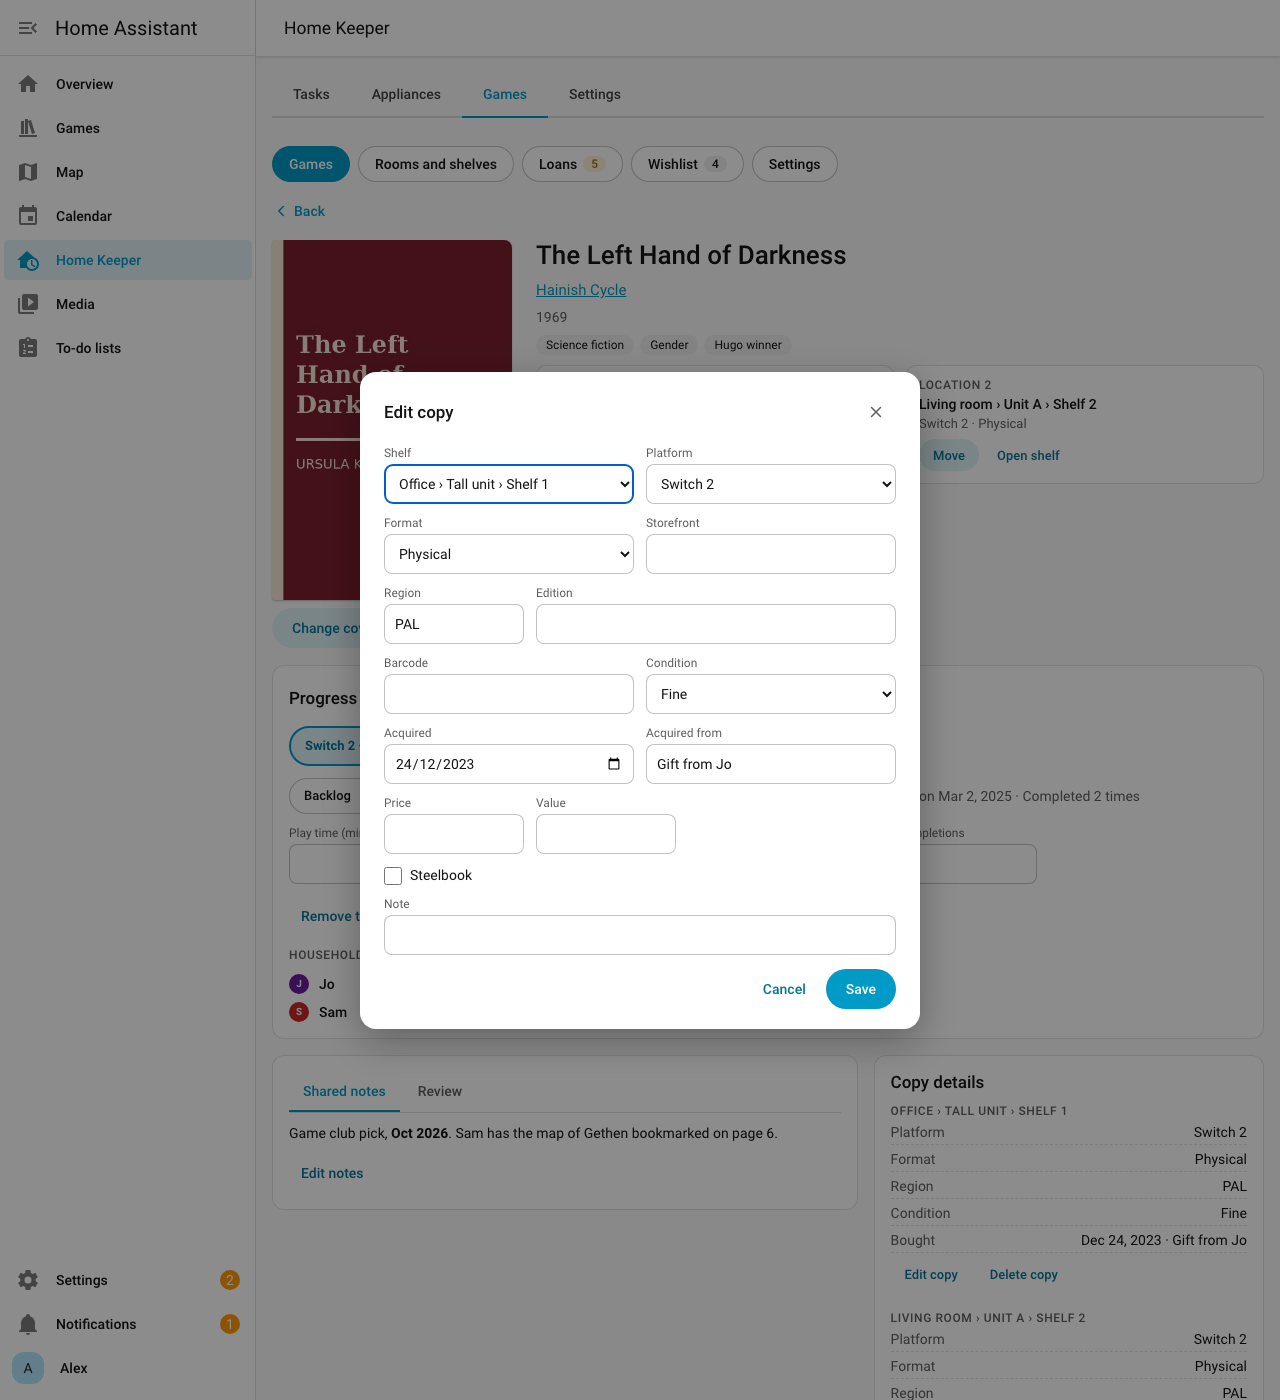 Home Assistant
Home Keeper
Overview
Games
Map
Calendar
Home Keeper
Media
To-do lists
Settings
2
Notifications
1
A
Alex
Tasks
Appliances
Games
Settings
Games
Rooms and shelves
Loans 5
Wishlist 4
Settings
Back
The Left
Hand of
Dark
URSULA K
The Left Hand of Darkness
Hainish Cycle
1969
Science fiction
Gender
Hugo winner
LOCATION 2
Living room › Unit A › Shelf 2
Switch 2 · Physical
Move
Open shelf
Change
Progress
Switch 2
Backlog
on Mar 2, 2025 · Completed 2 times
Play time
Remove
HOUSEHOLD
J
Jo
S
Sam
Edit copy
Shelf
Office › Tall unit › Shelf 1
Platform
Switch 2
Format
Physical
Storefront
Region
PAL
Edition
Barcode
Condition
Fine
Acquired
24/12/2023
Acquired from
Gift from Jo
Price
Value
Steelbook
Note
Cancel
Save
Shared notes
Review
Game club pick, Oct 2026. Sam has the map of Gethen bookmarked on page 6.
Edit notes
Copy details
OFFICE › TALL UNIT › SHELF 1
Platform Switch 2
Format Physical
Region PAL
Condition Fine
Bought Dec 24, 2023 · Gift from Jo
Edit copy
Delete copy
LIVING ROOM › UNIT A › SHELF 2
Platform Switch 2
Format Physical
Region PAL